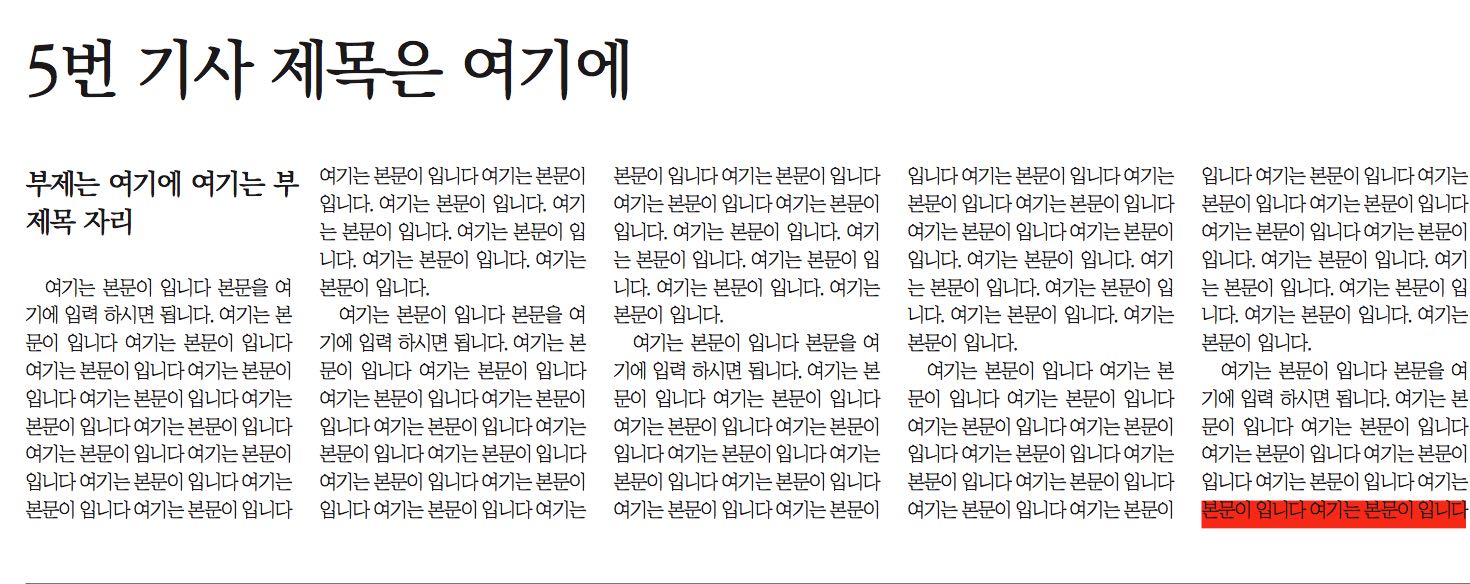 5번 기사 제목은 여기에
부제는 여기에 여기는 부
제목 자리
여기는 본문이 입니다 본문을 여
기에 입력 하시면 됩니다. 여기는 본
문이 입니다 여기는 본문이 입니다
여기는 본문이 입니다 여기는 본문이
입니다 여기는 본문이 입니다 여기는
본문이 입니다 여기는 본문이 입니다
여기는 본문이 입니다 여기는 본문이
입니다 여기는 본문이 입니다 여기는
본문이 입니다 여기는 본문이 입니다
여기는 본문이 입니다 여기는 본문이
입니다. 여기는 본문이 입니다. 여기
는 본문이 입니다. 여기는 본문이 입
니다. 여기는 본문이 입니다. 여기는
본문이 입니다.
여기는 본문이 입니다 본문을 여
기에 입력 하시면 됩니다. 여기는 본
문이 입니다 여기는 본문이 입니다
여기는 본문이 입니다 여기는 본문이
입니다 여기는 본문이 입니다 여기는
본문이 입니다 여기는 본문이 입니다
여기는 본문이 입니다 여기는 본문이
입니다 여기는 본문이 입니다 여기는
본문이 입니다 여기는 본문이 입니다
여기는 본문이 입니다 여기는 본문이
입니다. 여기는 본문이 입니다. 여기
는 본문이 입니다. 여기는 본문이 입
니다. 여기는 본문이 입니다. 여기는
본문이 입니다.
여기는 본문이 입니다 본문을 여
기에 입력 하시면 됩니다. 여기는 본
문이 입니다 여기는 본문이 입니다
여기는 본문이 입니다 여기는 본문이
입니다 여기는 본문이 입니다 여기는
본문이 입니다 여기는 본문이 입니다
여기는 본문이 입니다 여기는 본문이
입니다 여기는 본문이 입니다 여기는
본문이 입니다 여기는 본문이 입니다
여기는 본문이 입니다 여기는 본문이
입니다. 여기는 본문이 입니다. 여기
는 본문이 입니다. 여기는 본문이 입
니다. 여기는 본문이 입니다. 여기는
본문이 입니다.
여기는 본문이 입니다 여기는 본
문이 입니다 여기는 본문이 입니다
여기는 본문이 입니다 여기는 본문이
입니다 여기는 본문이 입니다 여기는
본문이 입니다 여기는 본문이 입니다
여기는 본문이 입니다 여기는 본문이
입니다 여기는 본문이 입니다 여기는
본문이 입니다 여기는 본문이 입니다
여기는 본문이 입니다 여기는 본문이
입니다. 여기는 본문이 입니다. 여기
는 본문이 입니다. 여기는 본문이 입
니다. 여기는 본문이 입니다. 여기는
본문이 입니다.
여기는 본문이 입니다 본문을 여
기에 입력 하시면 됩니다. 여기는 본
문이 입니다 여기는 본문이 입니다
여기는 본문이 입니다 여기는 본문이
입니다 여기는 본문이 입니다 여기는
본문이 입니다 여기는 본문이 입니다